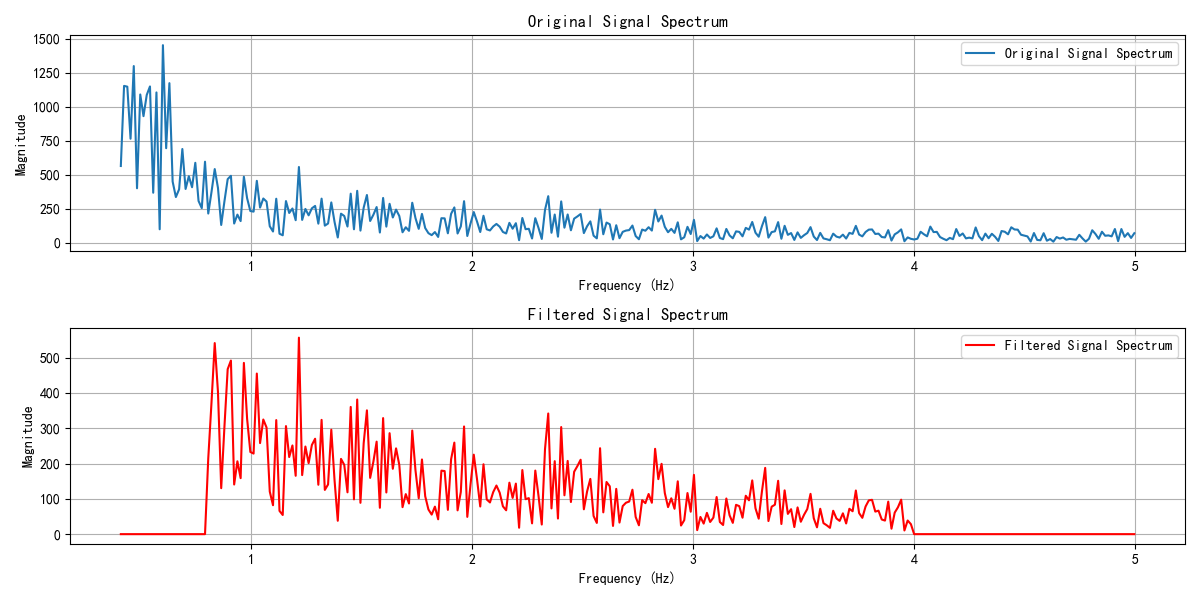 Original Signal Spectrum
1500
1250
1000
750
500
250
0
Magnitude
Original Signal Spectrum
1 2 3 4 5
Frequency (Hz)
Filtered Signal Spectrum
500
400
300
200
100
0
Magnitude
Filtered Signal Spectrum
1 2 3 4 5
Frequency (Hz)